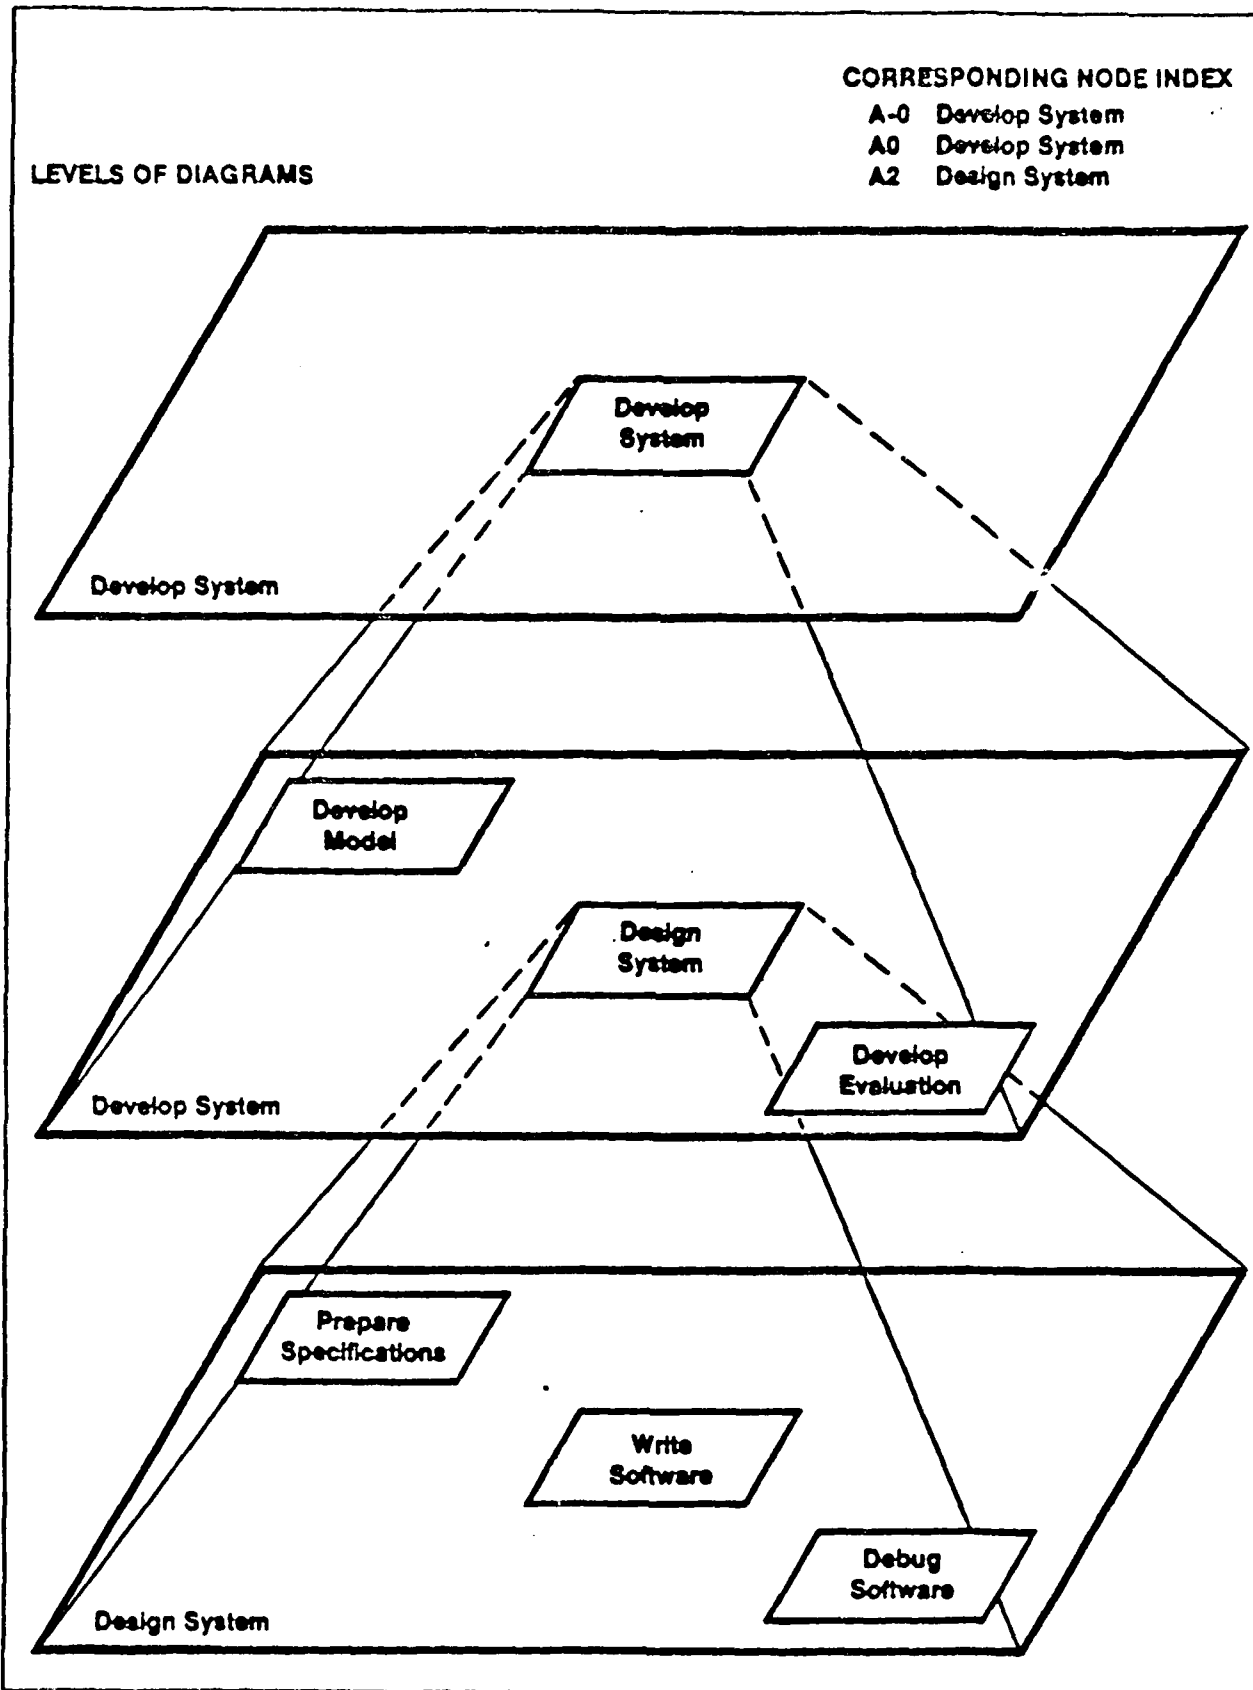 CORRESPONDING NODE INDEX
A-0 Develop System
A0 Develop System
A2 Design System
LEVELS OF DIAGRAMS
Develop
System
Develop System
Develop
Model
Design
System
Develop
Evaluation
Develop System
Prepare
Specifications
Write
Software
Debug
Software
Design System